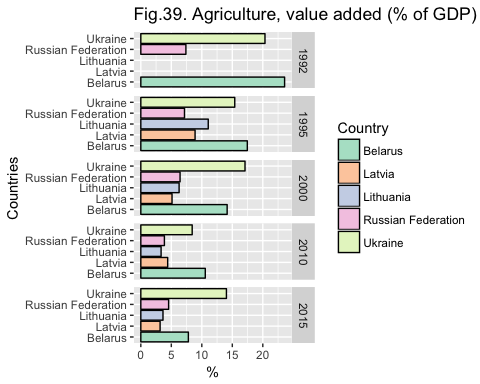 Fig.39. Agriculture, value added (% of GDP)
Countries
Ukraine
Russian Federation
Lithuania
Latvia
Belarus
1992
Ukraine
Russian Federation
Lithuania
Latvia
Belarus
1995
Ukraine
Russian Federation
Lithuania
Latvia
Belarus
2000
Ukraine
Russian Federation
Lithuania
Latvia
Belarus
2010
Ukraine
Russian Federation
Lithuania
Latvia
Belarus
2015
0 5 10 15 20
%
Country
Belarus
Latvia
Lithuania
Russian Federation
Ukraine